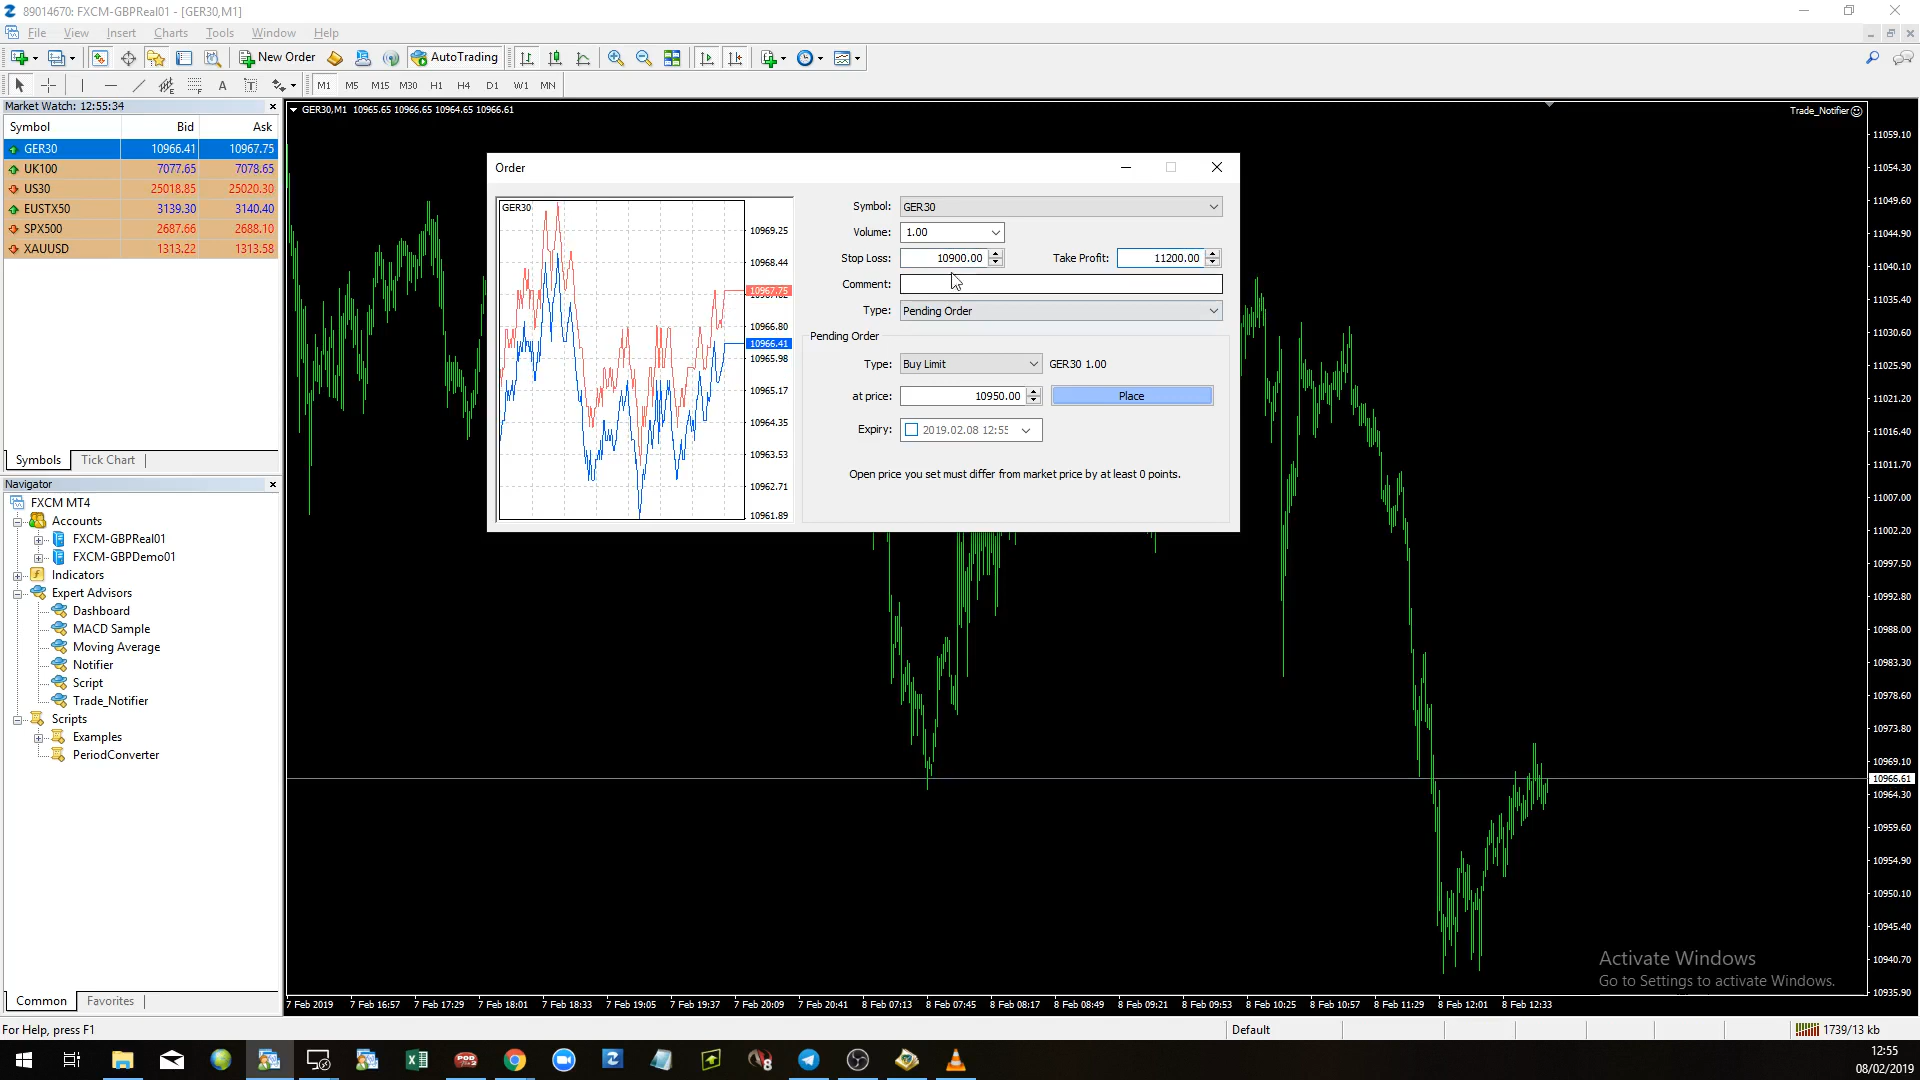 89014670: FXCM-GBPReal01 - [GER30,M1]
File View Insert Charts Tools Window Help
New Order AutoTrading
A T M1 M5 M15 M30 H1 H4 D1 W1 MN
Market Watch: 12:55:34
Symbol Bid Ask
GER30 10966.41 10967.75
UK100 7077.65 7078.65
US30 25018.85 25020.30
EUSTX50 3139.30 3140.40
SPX500 2687.66 2688.10
XAUUSD 1313.22 1313.58
Symbols Tick Chart
Navigator
FXCM MT4
Accounts
FXCM-GBPReal01
FXCM-GBPDemo01
Indicators
Expert Advisors
Dashboard
MACD Sample
Moving Average
Notifier
Script
Trade_Notifier
Scripts
Examples
PeriodConverter
Common Favorites
GER30,M1 10965.65 10966.65 10964.65 10966.61
Trade_Notifier
Order
GER30
10969.25
10968.44
10967.75
10966.80
10966.41
10965.98
10965.17
10964.35
10963.53
10962.71
10961.89
Symbol: GER30
Volume: 1.00
Stop Loss: 10900.00 Take Profit: 11200.00
Comment:
Type: Pending Order
Pending Order
Type: Buy Limit GER30 1.00
at price: 10950.00 Place
Expiry: 2019.02.08 12:55
Open price you set must differ from market price by at least 0 points.
11059.10
11054.30
11049.60
11044.90
11040.10
11035.40
11030.60
11025.90
11021.20
11016.40
11011.70
11007.00
11002.20
10997.50
10992.80
10988.00
10983.30
10978.60
10973.80
10969.10
10966.61
10964.30
10959.60
10954.90
10950.10
10945.40
10940.70
10935.90
Activate Windows
Go to Settings to activate Windows.
7 Feb 2019 7 Feb 16:57 7 Feb 17:29 7 Feb 18:01 7 Feb 18:33 7 Feb 19:05 7 Feb 19:37 7 Feb 20:09 7 Feb 20:41 8 Feb 07:13 8 Feb 07:45 8 Feb 08:17 8 Feb 08:49 8 Feb 09:21 8 Feb 09:53 8 Feb 10:25 8 Feb 10:57 8 Feb 11:29 8 Feb 12:01 8 Feb 12:33
For Help, press F1 Default 1739/13 kb
12:55
08/02/2019